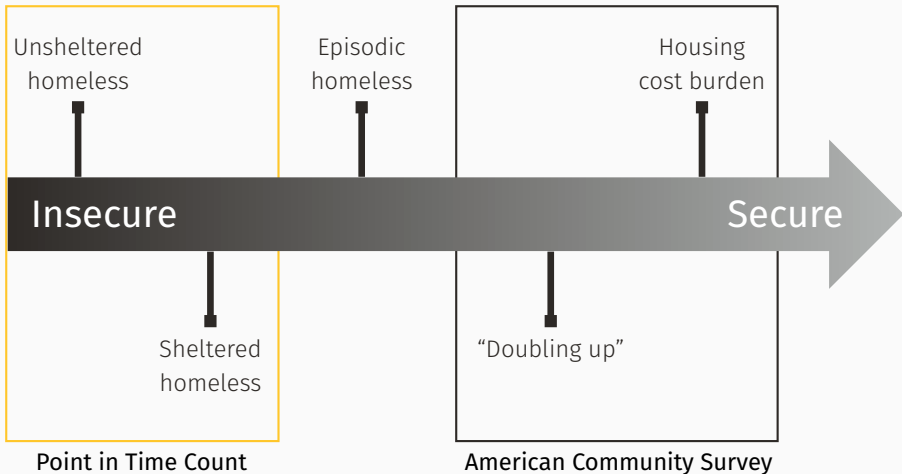 Unsheltered
homeless
Episodic
homeless
Housing
cost burden
Insecure
Secure
Sheltered
homeless
“Doubling up”
Point in Time Count
American Community Survey